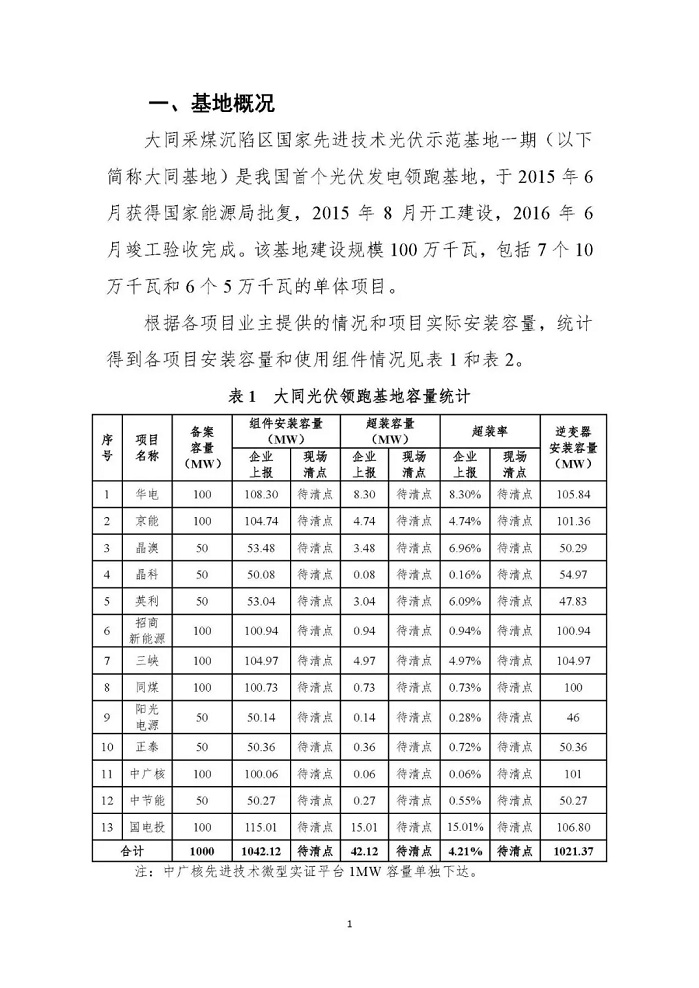 一、基地概况
大同采煤沉陷区国家先进技术光伏示范基地一期（以下
简称大同基地）是我国首个光伏发电领跑基地，于 2015 年 6
月获得国家能源局批复，2015 年 8 月开工建设，2016 年 6
月竣工验收完成。该基地建设规模 100 万千瓦，包括 7 个 10
万千瓦和 6 个 5 万千瓦的单体项目。
根据各项目业主提供的情况和项目实际安装容量，统计
得到各项目安装容量和使用组件情况见表 1 和表 2。
表 1 大同光伏领跑基地容量统计
序号 项目名称 备案容量（MW） 组件安装容量（MW） 超装容量（MW） 超装率 逆变器安装容量（MW）
企业上报 现场清点 企业上报 现场清点 企业上报 现场清点
1 华电 100 108.30 待清点 8.30 待清点 8.30% 待清点 105.84
2 京能 100 104.74 待清点 4.74 待清点 4.74% 待清点 101.36
3 晶澳 50 53.48 待清点 3.48 待清点 6.96% 待清点 50.29
4 晶科 50 50.08 待清点 0.08 待清点 0.16% 待清点 54.97
5 英利 50 53.04 待清点 3.04 待清点 6.09% 待清点 47.83
6 招商新能源 100 100.94 待清点 0.94 待清点 0.94% 待清点 100.94
7 三峡 100 104.97 待清点 4.97 待清点 4.97% 待清点 104.97
8 同煤 100 100.73 待清点 0.73 待清点 0.73% 待清点 100
9 阳光电源 50 50.14 待清点 0.14 待清点 0.28% 待清点 46
10 正泰 50 50.36 待清点 0.36 待清点 0.72% 待清点 50.36
11 中广核 100 100.06 待清点 0.06 待清点 0.06% 待清点 101
12 中节能 50 50.27 待清点 0.27 待清点 0.55% 待清点 50.27
13 国电投 100 115.01 待清点 15.01 待清点 15.01% 待清点 106.80
合计 1000 1042.12 待清点 42.12 待清点 4.21% 待清点 1021.37
注：中广核先进技术微型实证平台 1MW 容量单独下达。
1